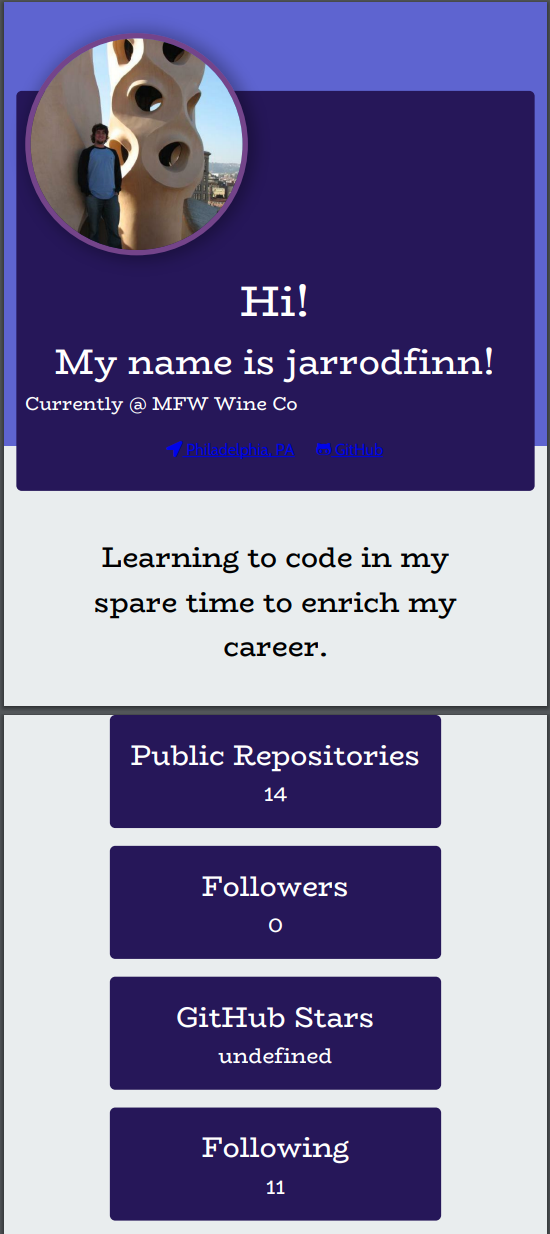 Hi!
My name is jarrodfinn!
Currently @ MFW Wine Co
Philadelphia, PA GitHub
Learning to code in my
spare time to enrich my
career.
Public Repositories
14
Followers
0
GitHub Stars
undefined
Following
11